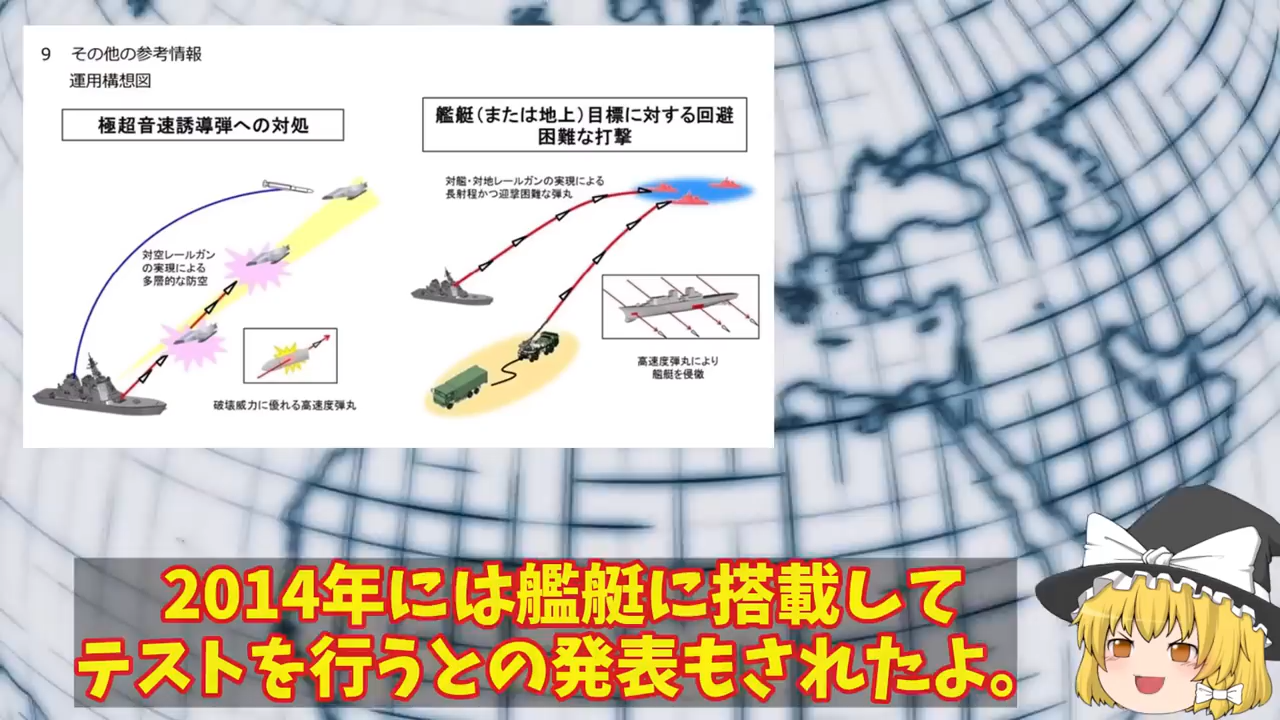 9 その他の参考情報
運用構想図
極超音速誘導弾への対処
対空レールガン
の実現による
多層的な防空
破壊威力に優れる高速度弾丸
艦艇(または地上)目標に対する回避
困難な打撃
対艦・対地レールガンの実現による
長射程かつ迎撃困難な弾丸
高速度弾丸により
艦艇を侵徹
2014年には艦艇に搭載して
テストを行うとの発表もされたよ。